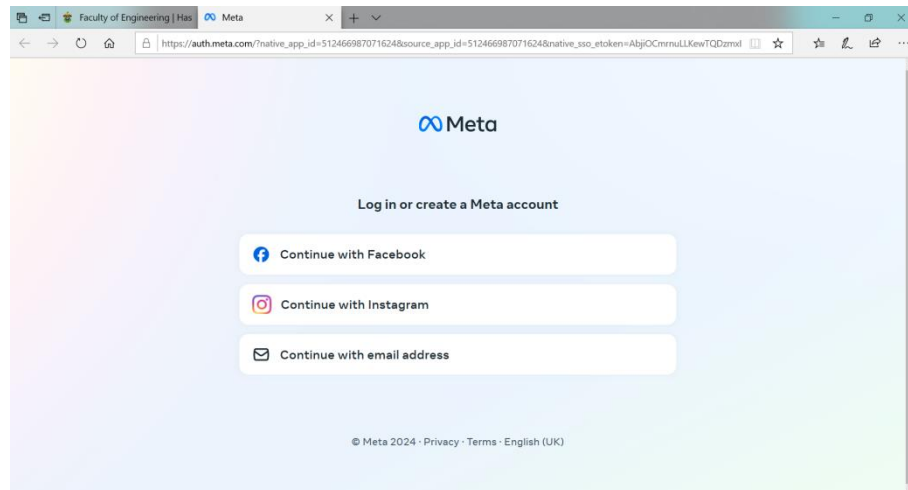 Faculty of Engineering | Has
Meta
https://auth.meta.com/?native_app_id=512466987071624&source_app_id=512466987071624&native_sso_etoken=AbjiOCmrnuLLKewTQDzmxl
Meta
Log in or create a Meta account
Continue with Facebook
Continue with Instagram
Continue with email address
© Meta 2024 · Privacy · Terms · English (UK)